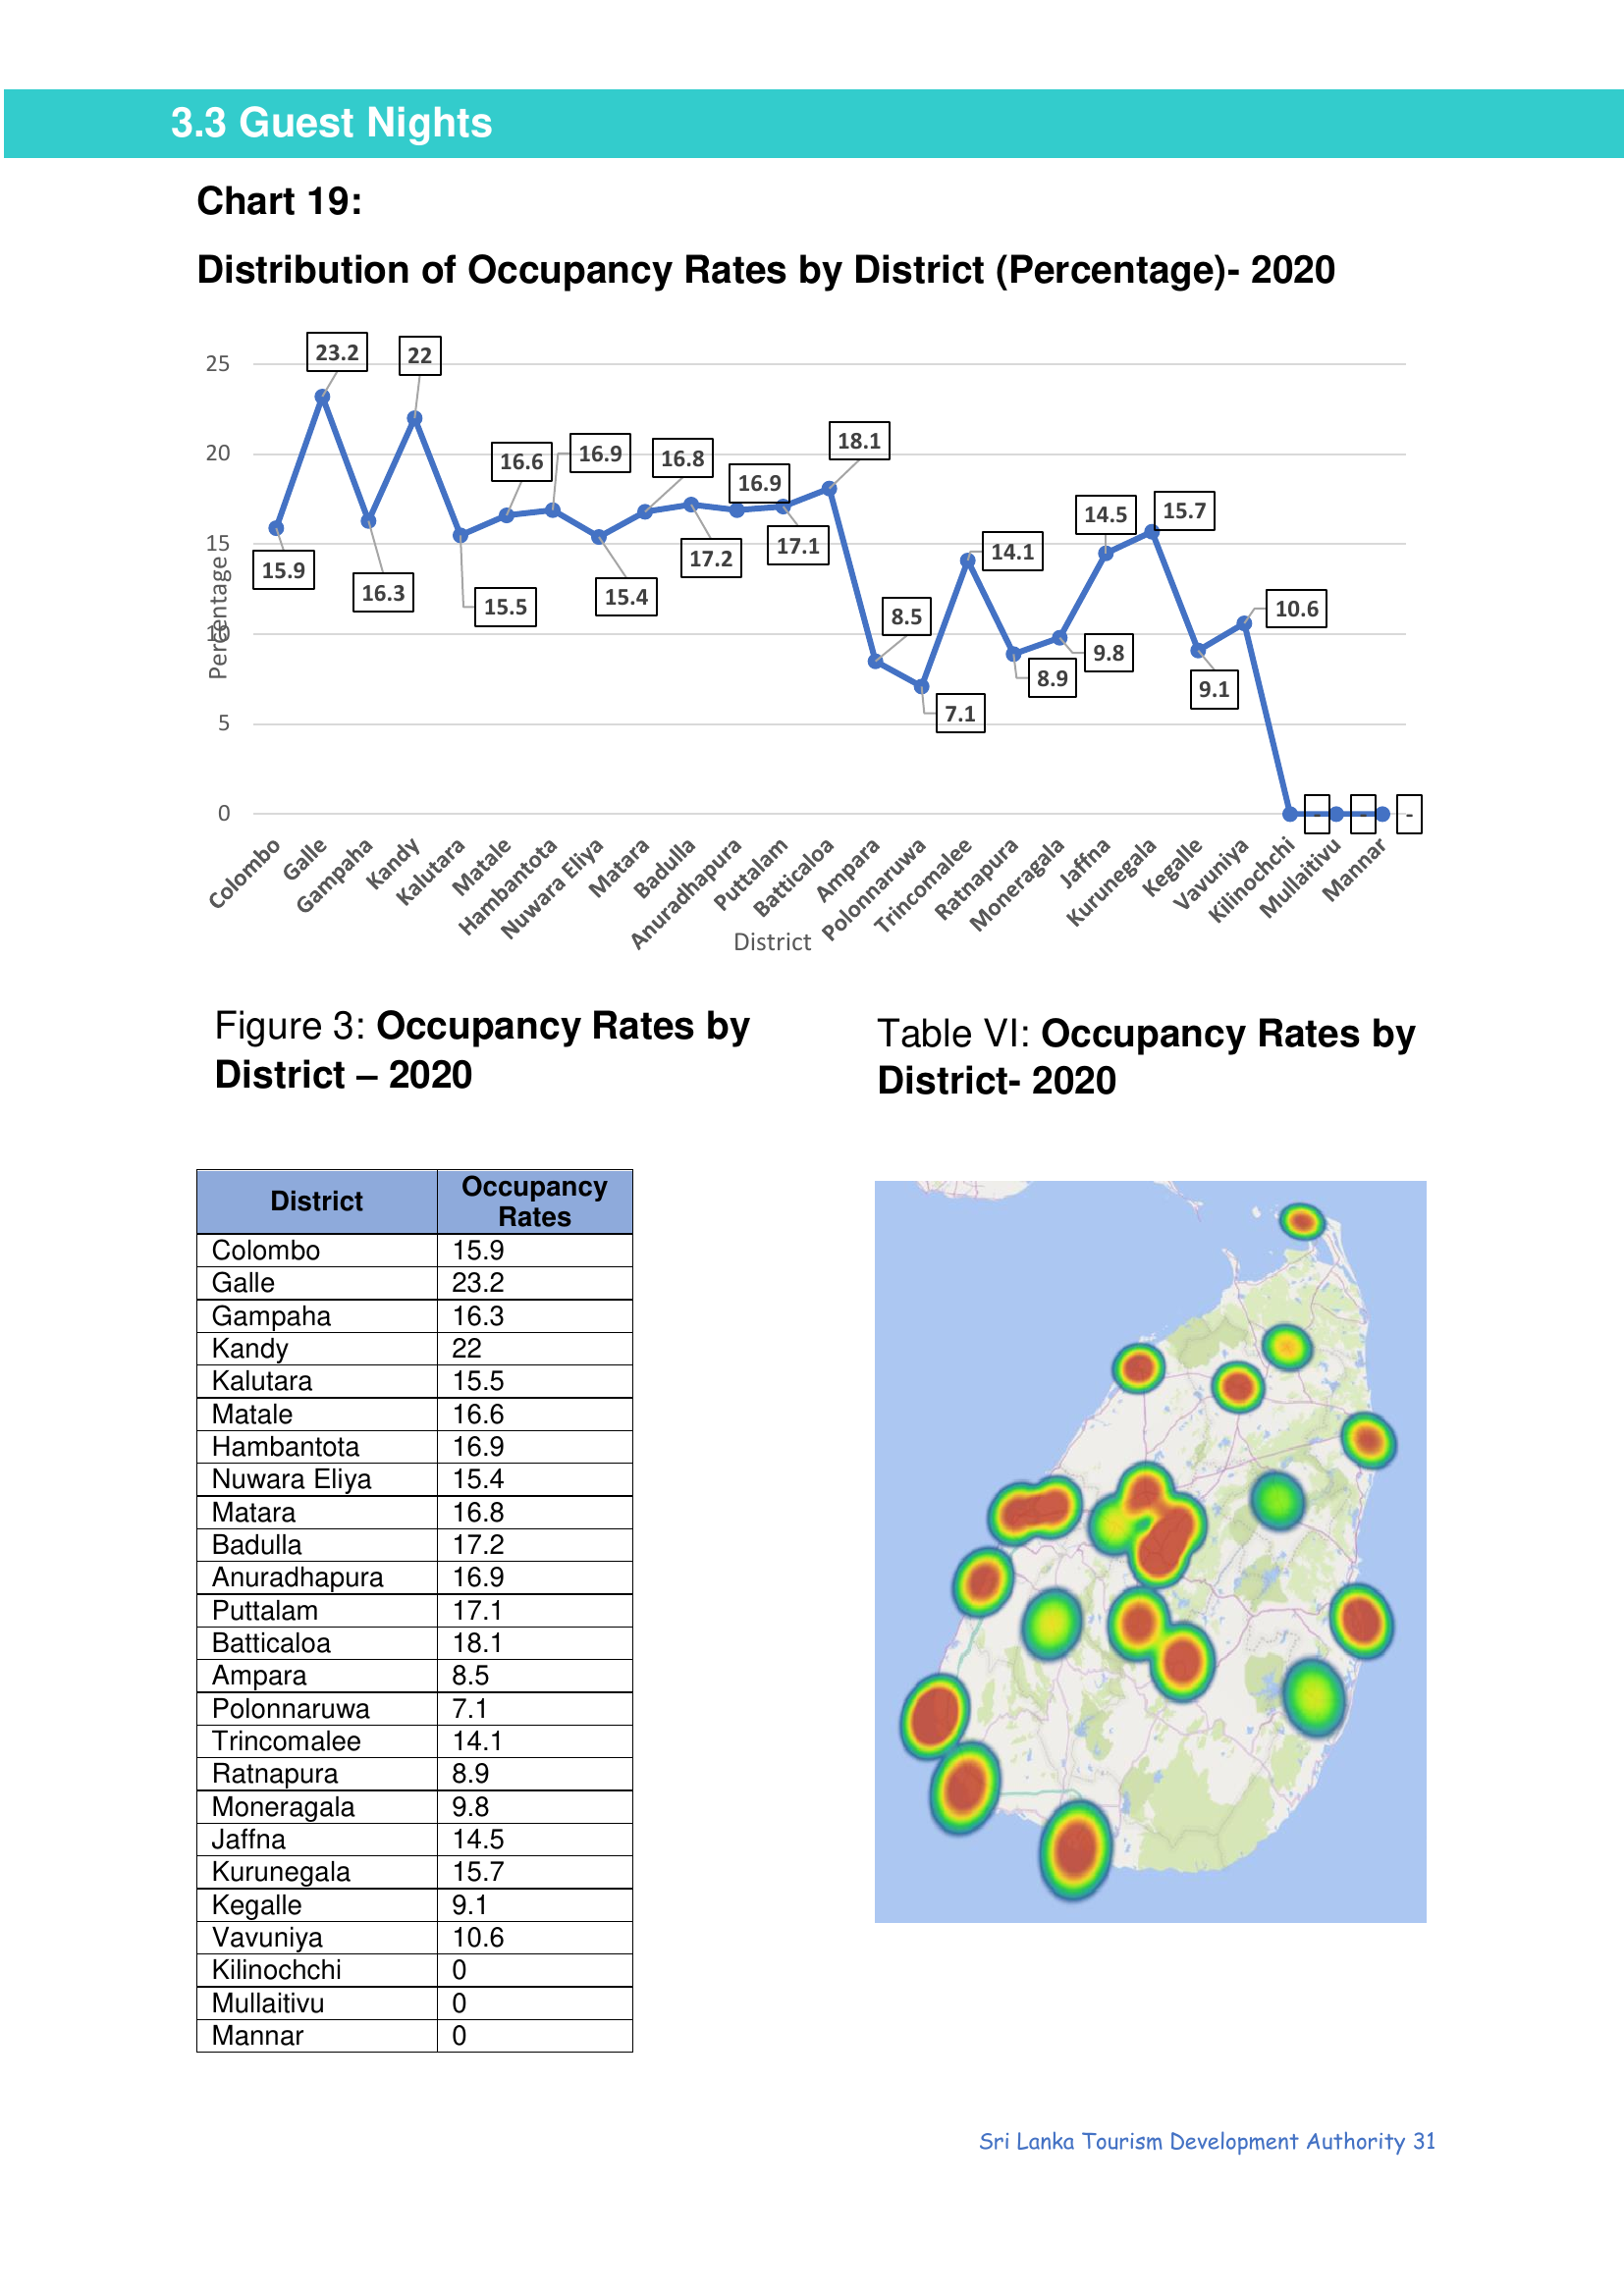 3.3 Guest Nights
Chart 19:
Distribution of Occupancy Rates by District (Percentage)- 2020
25
20
15
10
5
0
Percentage
15.9
23.2
16.3
22
15.5
16.6
16.9
15.4
16.8
17.2
16.9
17.1
18.1
8.5
7.1
14.1
8.9
9.8
14.5
15.7
9.1
10.6
-
-
-
Colombo
Galle
Gampaha
Kandy
Kalutara
Matale
Hambantota
Nuwara Eliya
Matara
Badulla
Anuradhapura
Puttalam
Batticaloa
Ampara
Polonnaruwa
Trincomalee
Ratnapura
Moneragala
Jaffna
Kurunegala
Kegalle
Vavuniya
Kilinochchi
Mullaitivu
Mannar
District
Figure 3: Occupancy Rates by
District – 2020
Table VI: Occupancy Rates by
District- 2020
District Occupancy Rates
Colombo 15.9
Galle 23.2
Gampaha 16.3
Kandy 22
Kalutara 15.5
Matale 16.6
Hambantota 16.9
Nuwara Eliya 15.4
Matara 16.8
Badulla 17.2
Anuradhapura 16.9
Puttalam 17.1
Batticaloa 18.1
Ampara 8.5
Polonnaruwa 7.1
Trincomalee 14.1
Ratnapura 8.9
Moneragala 9.8
Jaffna 14.5
Kurunegala 15.7
Kegalle 9.1
Vavuniya 10.6
Kilinochchi 0
Mullaitivu 0
Mannar 0
Sri Lanka Tourism Development Authority 31